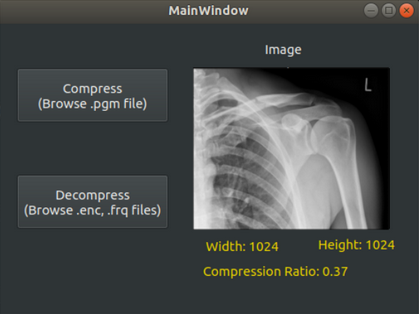 MainWindow
Image
Compress
(Browse .pgm file)
L
Decompress
(Browse .enc, .frq files)
Width: 1024
Height: 1024
Compression Ratio: 0.37